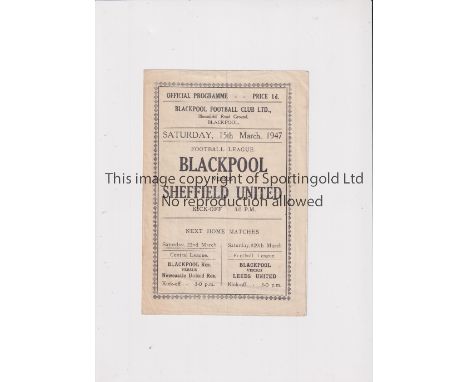 OFFICIAL PROGRAMME - - PRICE 1d.
BLACKPOOL FOOTBALL CLUB LTD.,
Bloomfield Road Ground,
BLACKPOOL.
SATURDAY, 15th March, 1947
FOOTBALL LEAGUE
BLACKPOOL
This image copyright of Sportingold Ltd
SHEFFIELD UNITED
No reproduction allowed
KICK-OFF P.M.
NEXT HOME MATCHES
Saturday, 22nd March
Central League.
BLACKPOOL Res.
versus
Newcastle United Res.
Kick-off - 3-0 p.m.
Saturday, 29th March
Football League
BLACKPOOL
versus
LEEDS UNITED
Kick-off - 3-0 p.m.